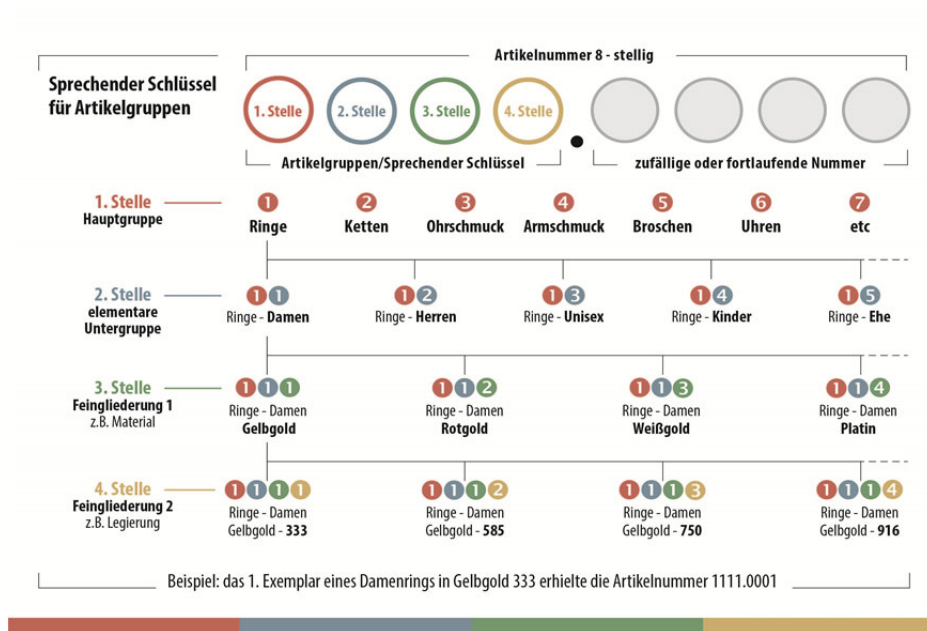 Artikelnummer 8 - stellig
Sprechender Schlüssel
für Artikelgruppen
1. Stelle 2. Stelle 3. Stelle 4. Stelle
Artikelgruppen/Sprechender Schlüssel
zufällige oder fortlaufende Nummer
1. Stelle
Hauptgruppe
1 2 3 4 5 6 7
Ringe Ketten Ohrschmuck Armschmuck Broschen Uhren etc
2. Stelle
elementare
Untergruppe
1 1 1 2 1 3 1 4 1 5
Ringe - Damen Ringe - Herren Ringe - Unisex Ringe - Kinder Ringe - Ehe
3. Stelle
Feingliederung 1
z.B. Material
1 1 1 1 1 2 1 1 3 1 1 4
Ringe - Damen Ringe - Damen Ringe - Damen Ringe - Damen
Gelbgold Rotgold Weißgold Platin
4. Stelle
Feingliederung 2
z.B. Legierung
1 1 1 1 1 1 1 2 1 1 1 3 1 1 1 4
Ringe - Damen Ringe - Damen Ringe - Damen Ringe - Damen
Gelbgold - 333 Gelbgold - 585 Gelbgold - 750 Gelbgold - 916
Beispiel: das 1. Exemplar eines Damenrings in Gelbgold 333 erhielte die Artikelnummer 1111.0001